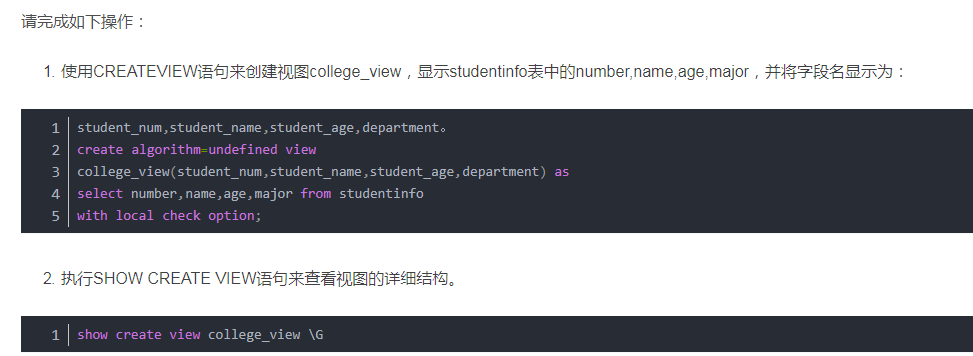 请完成如下操作：
1. 使用CREATEVIEW语句来创建视图college_view，显示studentinfo表中的number,name,age,major，并将字段名显示为：
1 student_num,student_name,student_age,department。
2 create algorithm=undefined view
3 college_view(student_num,student_name,student_age,department) as
4 select number,name,age,major from studentinfo
5 with local check option;
2. 执行SHOW CREATE VIEW语句来查看视图的详细结构。
1 show create view college_view \G